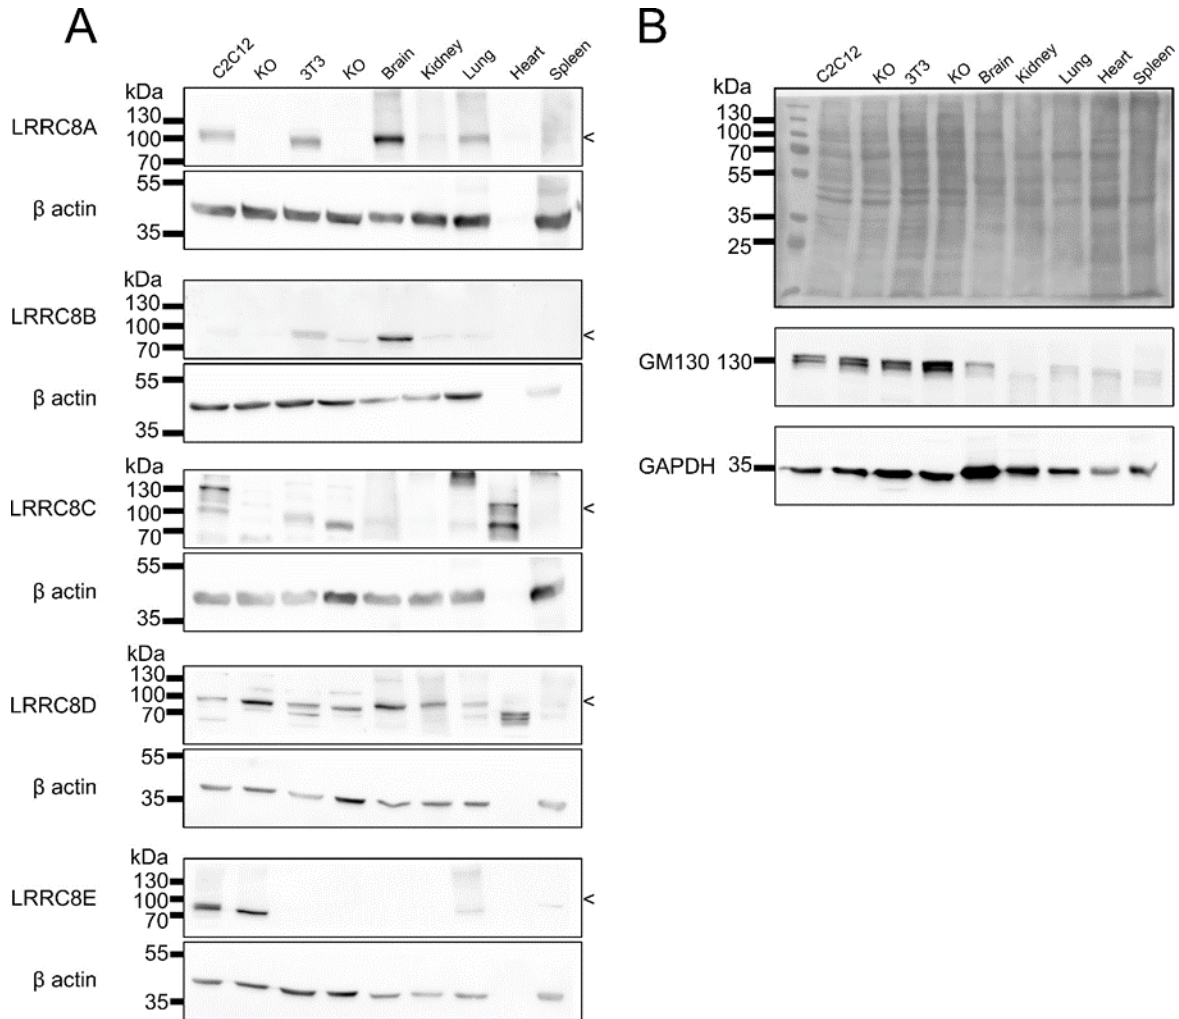 A
C2C12 KO 3T3 KO Brain Kidney Lung Heart Spleen
kDa
LRRC8A
130
100
70
<
β actin
55
35
kDa
LRRC8B
130
100
70
<
β actin
55
35
kDa
LRRC8C
130
100
70
<
β actin
55
35
kDa
LRRC8D
130
100
70
<
β actin
55
35
kDa
LRRC8E
130
100
70
<
β actin
55
35
B
C2C12 KO 3T3 KO Brain Kidney Lung Heart Spleen
kDa
130
100
70
55
35
25
GM130 130
GAPDH 35